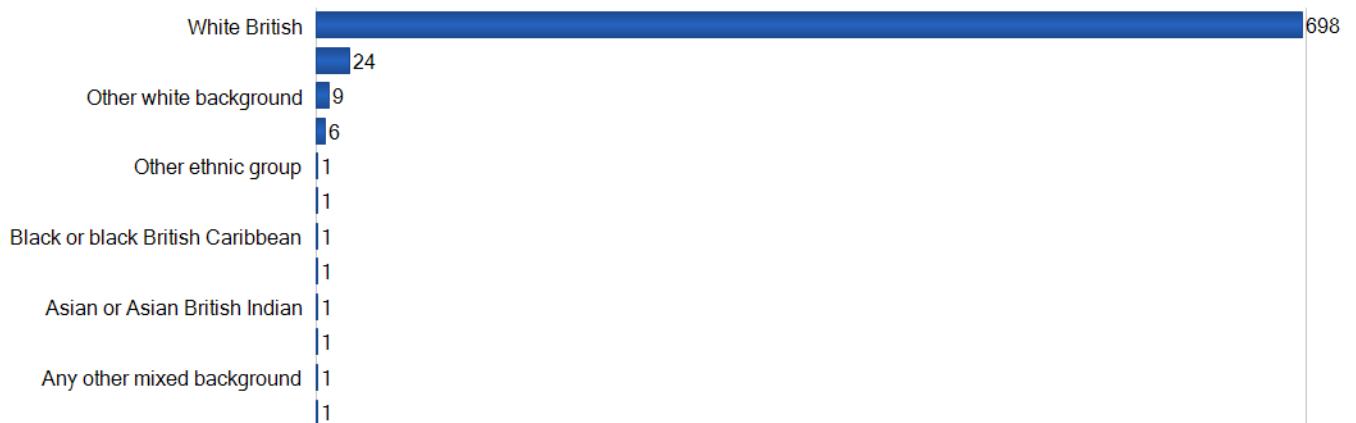 White British 698
24
Other white background 9
6
Other ethnic group 1
1
Black or black British Caribbean 1
1
Asian or Asian British Indian 1
1
Any other mixed background 1
1